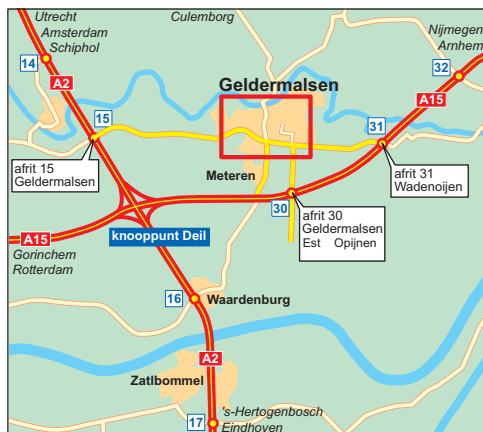 Utrecht
Amsterdam
Schiphol
Culemborg
Nijmegen
Arnhem
14
A2
32
Geldermalsen
A15
15
31
afrit 15
Geldermalsen
Meteren
afrit 31
Wadenoijen
30
afrit 30
Geldermalsen
Est Opijnen
knooppunt Deil
A15
Gorinchem
Rotterdam
16
Waardenburg
A2
Zatlbommel
17
's-Hertogenbosch
Eindhoven